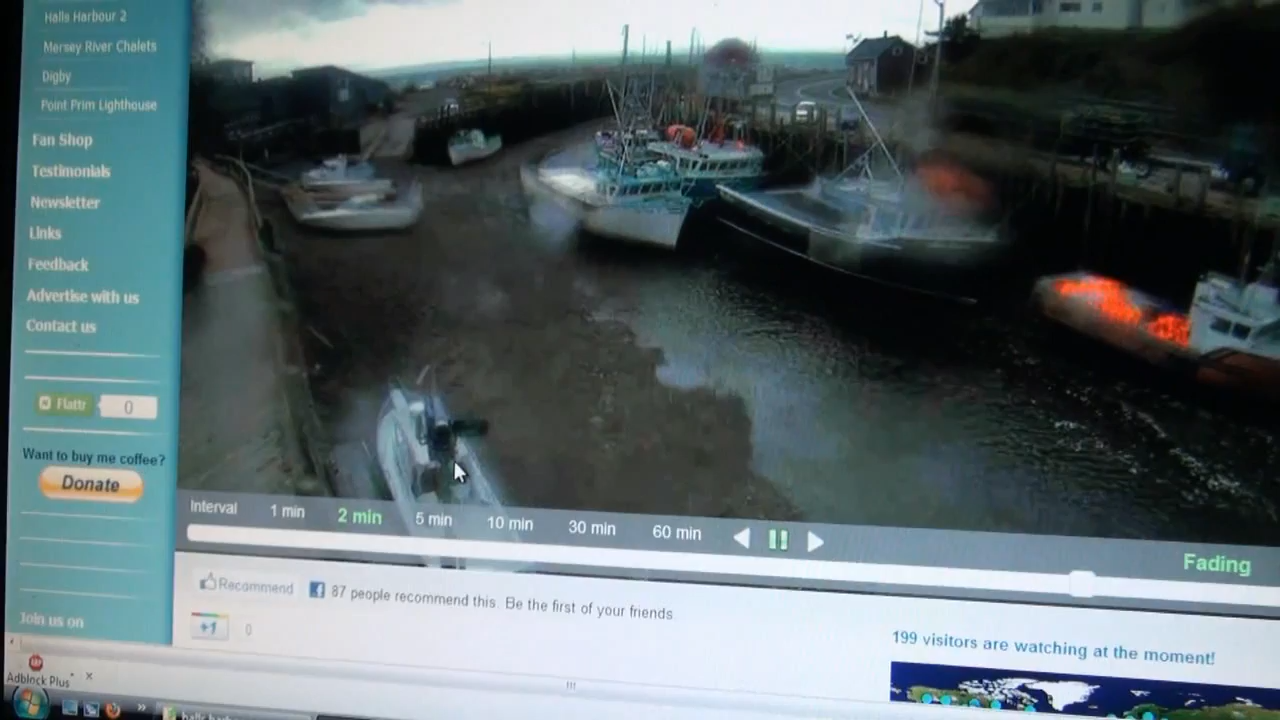 Halls Harbour 2
Mersey River Chalets
Digby
Point Prim Lighthouse
Fan Shop
Testimonials
Newsletter
Links
Feedback
Advertise with us
Contact us
Flattr 0
Want to buy me coffee?
Donate
Join us on
Interval 1 min 2 min 5 min 10 min 30 min 60 min
Fading
Recommend 87 people recommend this. Be the first of your friends
+1 0
199 visitors are watching at the moment!
Adblock Plus